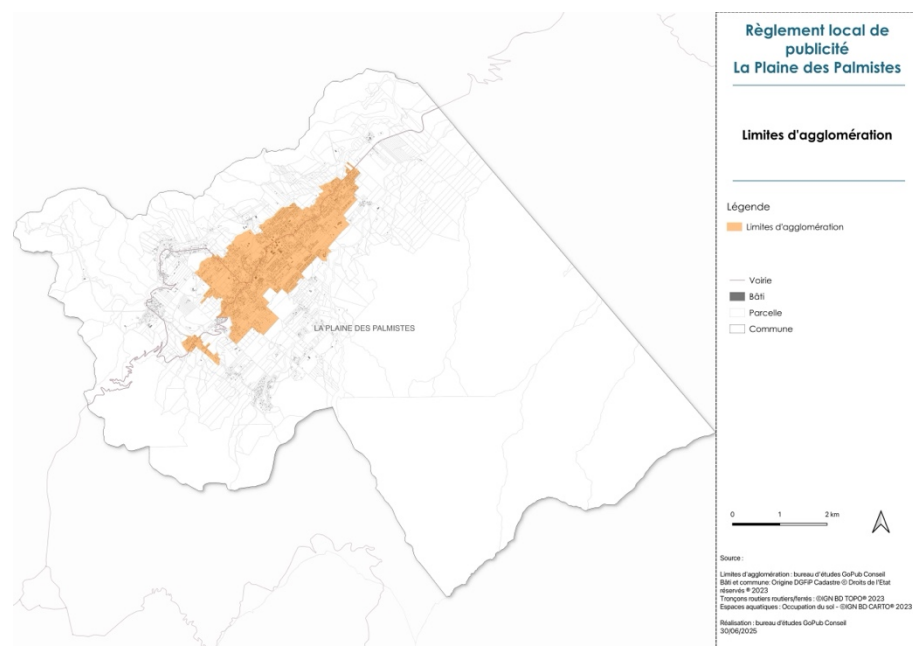 Règlement local de
publicité
La Plaine des Palmistes
Limites d'agglomération
Légende
Limites d'agglomération
Voirie
Bâti
Parcelle
Commune
LA PLAINE DES PALMISTES
0 1 2 km
Source :
Limites d'agglomération : bureau d'études GoPub Conseil
Bâti et commune: Origine DGFIP Cadastre © Droits de l'Etat
réservés ® 2023
Tronçons routiers routiers/ferrés : ©IGN BD TOPO® 2023
Espaces aquatiques : Occupation du sol - ©IGN BD CARTO® 2023
Réalisation : bureau d'études GoPub Conseil
30/06/2025